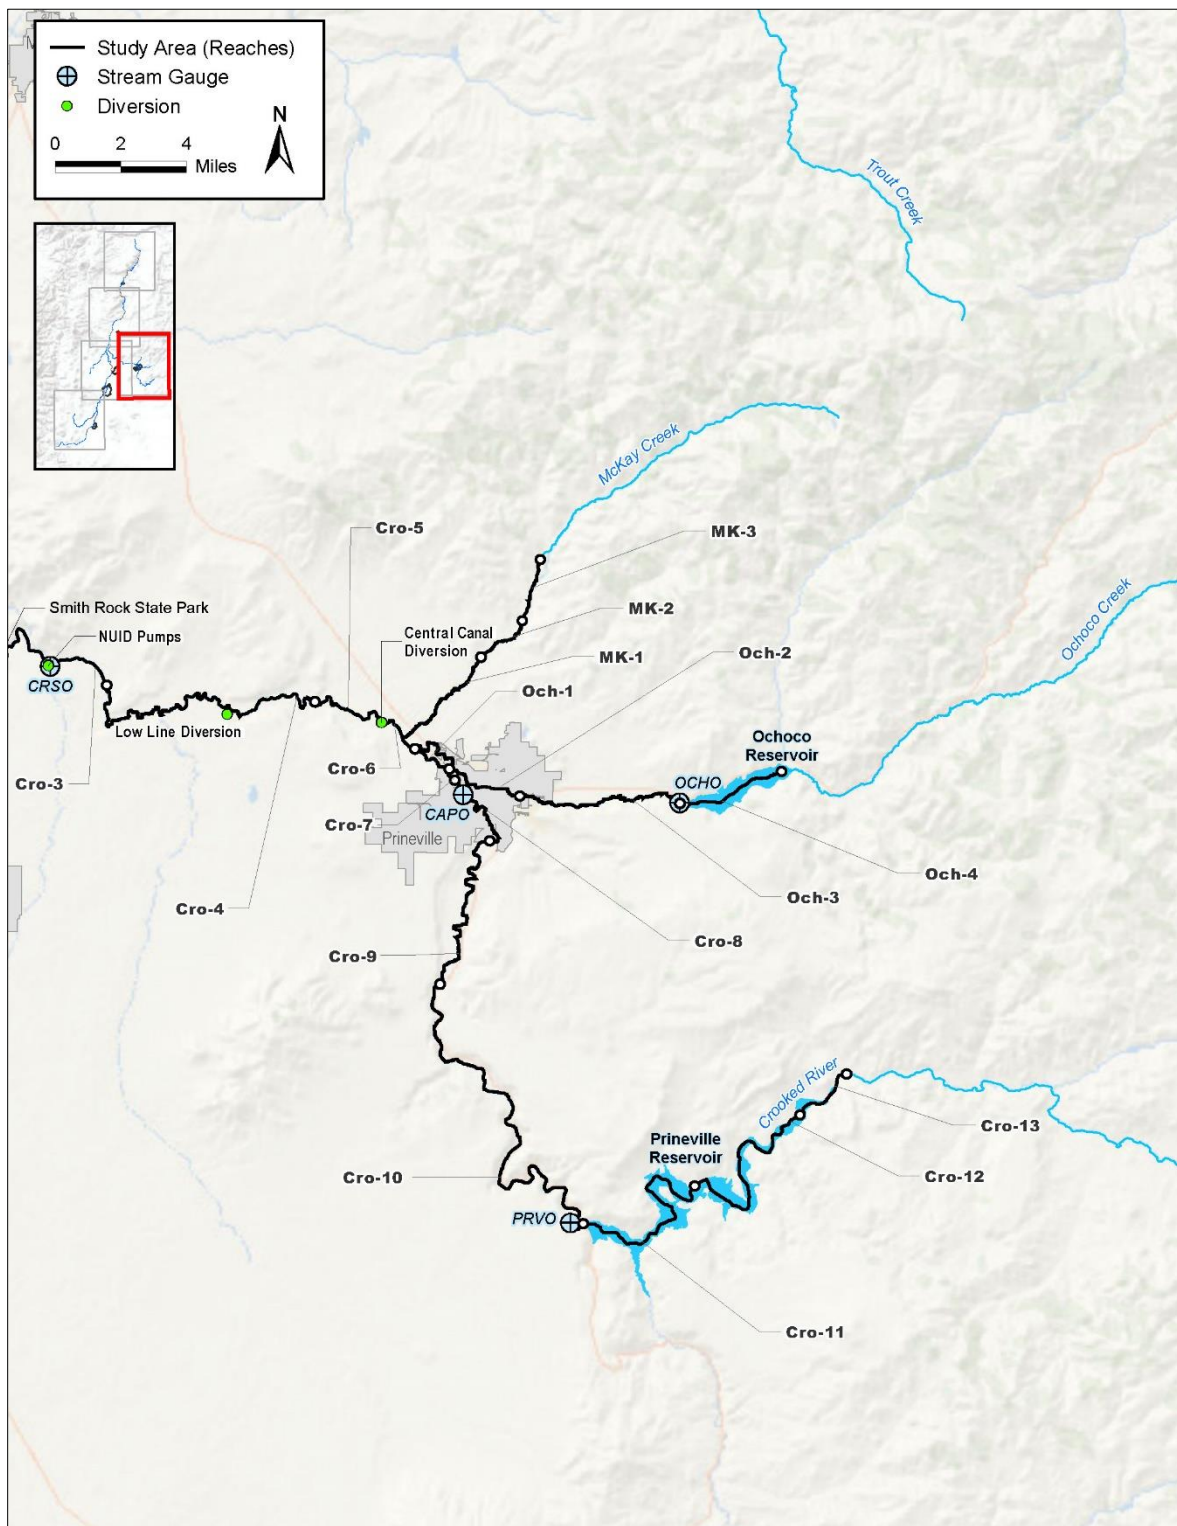 Study Area (Reaches)
Stream Gauge
Diversion
N
0 2 4
Miles
Trout Creek
McKay Creek
Cro-5
MK-3
Ochoco Creek
Smith Rock State Park
MK-2
NUID Pumps
Central Canal
Diversion
MK-1
Och-2
CRSO
Och-1
Low Line Diversion
Ochoco
Reservoir
Cro-6
Cro-3
OCHO
CAPO
Cro-7
Prineville
Och-4
Och-3
Cro-4
Cro-8
Cro-9
Crooked River
Cro-13
Prineville
Reservoir
Cro-12
Cro-10
PRVO
Cro-11